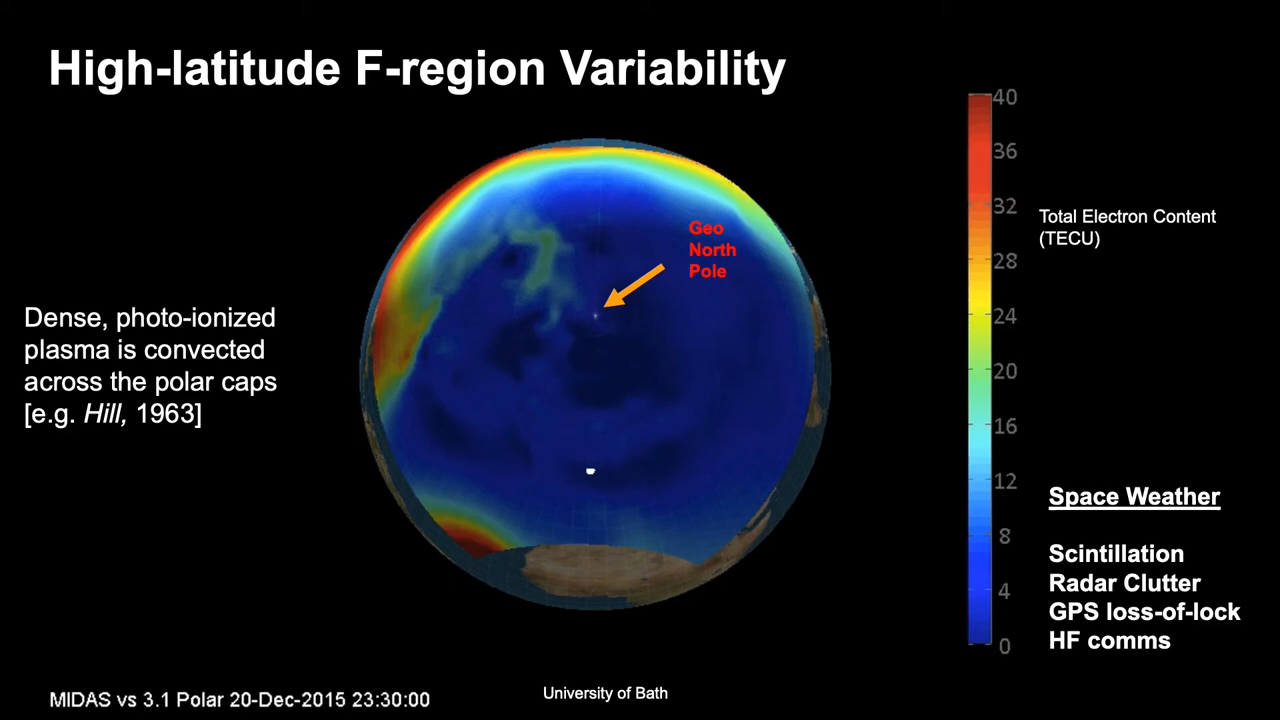 High-latitude F-region Variability
40
36
32
28
24
20
16
12
8
4
0
Total Electron Content
(TECU)
Geo
North
Pole
Dense, photo-ionized
plasma is convected
across the polar caps
[e.g. Hill, 1963]
Space Weather
Scintillation
Radar Clutter
GPS loss-of-lock
HF comms
MIDAS vs 3.1 Polar 20-Dec-2015 23:30:00
University of Bath